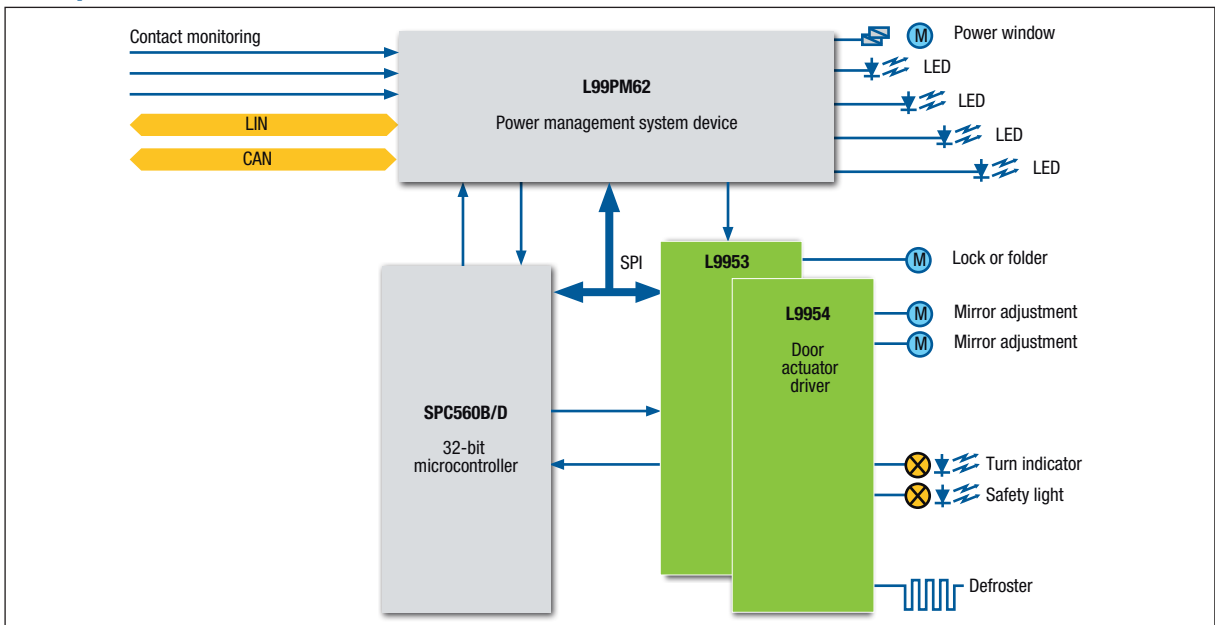 Contact monitoring
LIN
CAN
L99PM62
Power management system device
M
Power window
LED
LED
LED
LED
SPI
L9953
M
Lock or folder
L9954
Door
actuator
driver
M
Mirror adjustment
M
Mirror adjustment
SPC560B/D
32-bit
microcontroller
Turn indicator
Safety light
Defroster